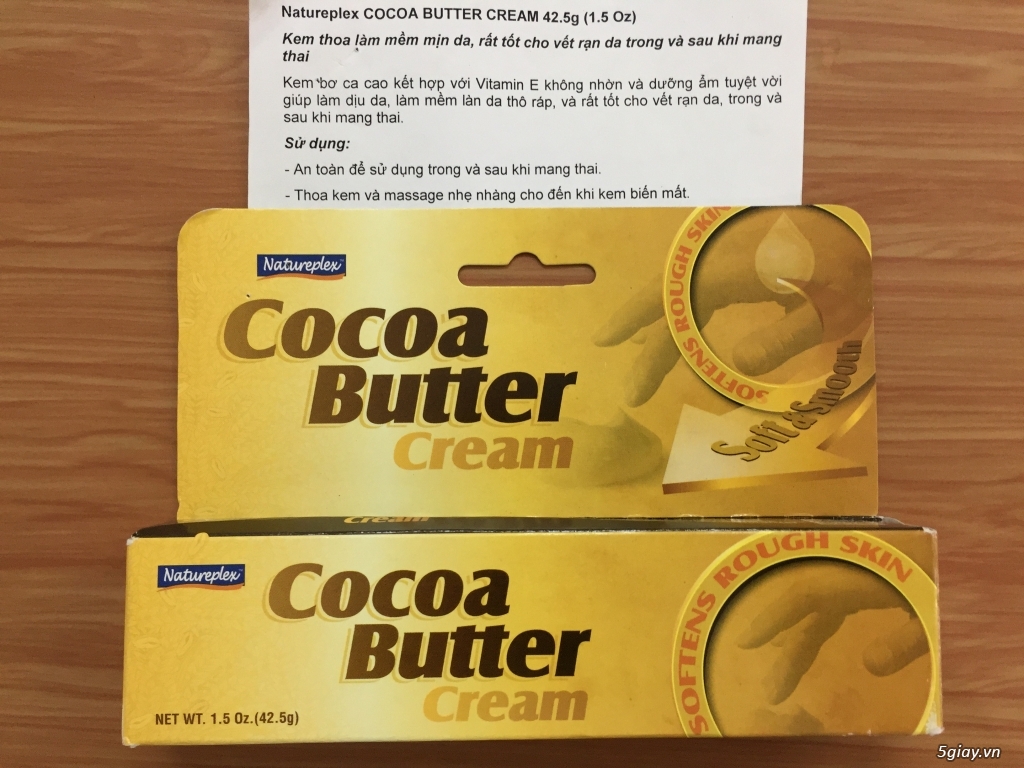 Natureplex COCOA BUTTER CREAM 42.5g (1.5 Oz)
Kem thoa làm mềm mịn da, rất tốt cho vết rạn da trong và sau khi mang
thai
Kem bơ ca cao kết hợp với Vitamin E không nhờn và dưỡng ẩm tuyệt vời
giúp làm dịu da, làm mềm làn da thô ráp, và rất tốt cho vết rạn da, trong và
sau khi mang thai.
Sử dụng:
- An toàn để sử dụng trong và sau khi mang thai.
- Thoa kem và massage nhẹ nhàng cho đến khi kem biến mất.
Natureplex™
Cocoa
Butter
Cream
SOFTENS ROUGH SKIN
Soft & Smooth
Cream
Natureplex™
Cocoa
Butter
Cream
NET WT. 1.5 Oz.(42.5g)
SOFTENS ROUGH SKIN
5giay.vn